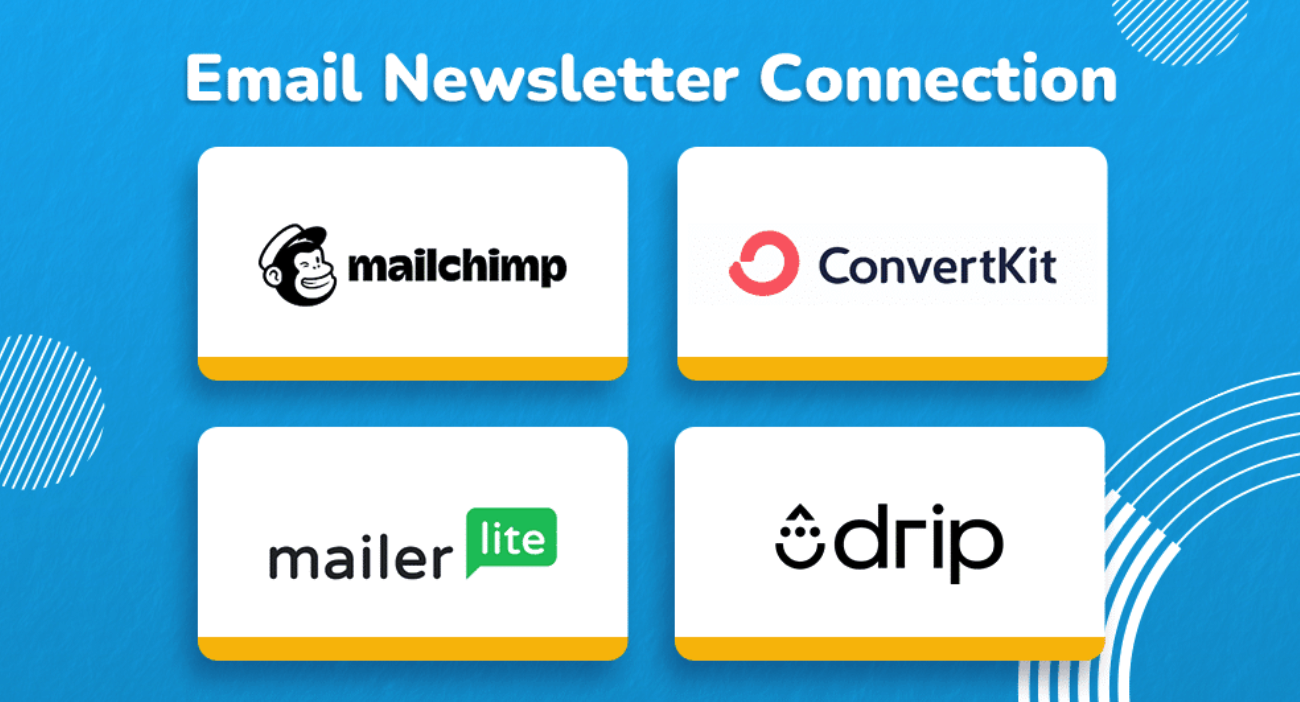 Email Newsletter Connection
mailchimp
ConvertKit
mailer lite
drip